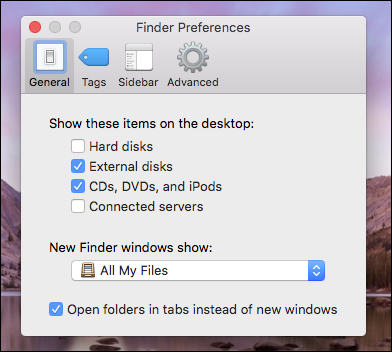 Finder Preferences
General Tags Sidebar Advanced
Show these items on the desktop:
Hard disks
External disks
CDs, DVDs, and iPods
Connected servers
New Finder windows show:
All My Files
Open folders in tabs instead of new windows